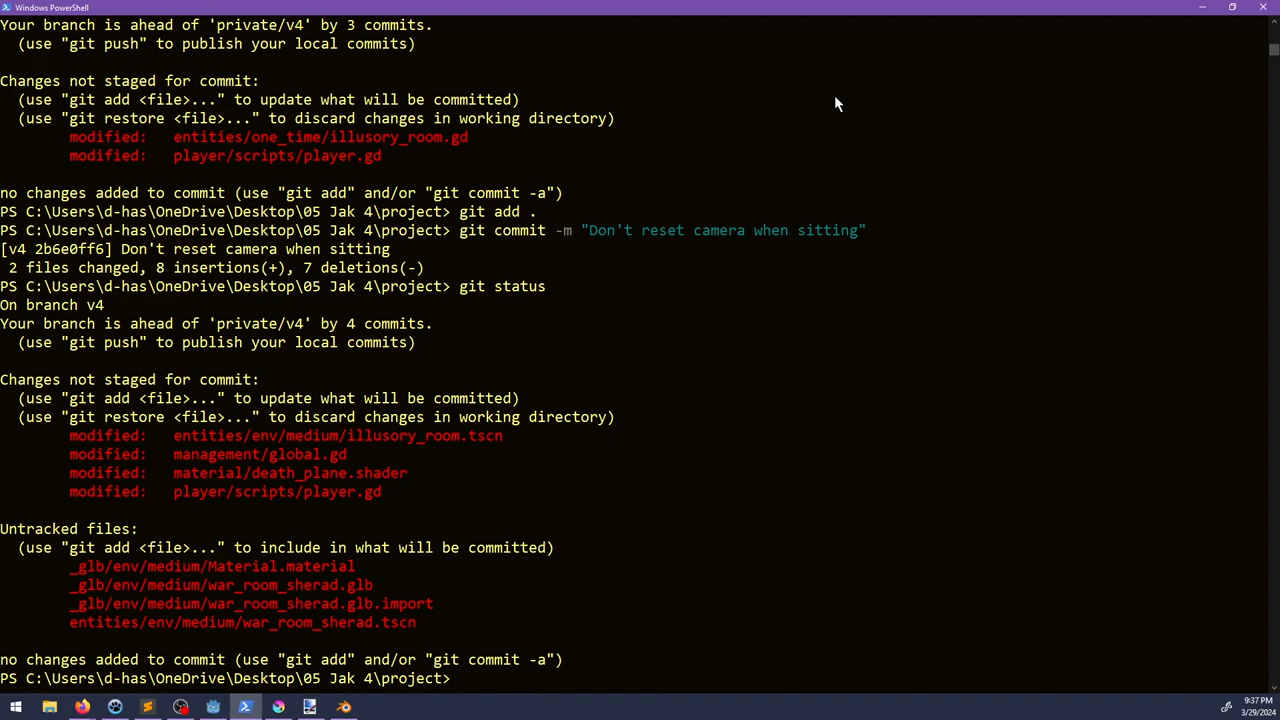 Windows PowerShell
Your branch is ahead of 'private/v4' by 3 commits.
  (use "git push" to publish your local commits)
Changes not staged for commit:
  (use "git add <file>..." to update what will be committed)
  (use "git restore <file>..." to discard changes in working directory)
        modified:   entities/one_time/illusory_room.gd
        modified:   player/scripts/player.gd
no changes added to commit (use "git add" and/or "git commit -a")
PS C:\Users\d-has\OneDrive\Desktop\05 Jak 4\project> git add .
PS C:\Users\d-has\OneDrive\Desktop\05 Jak 4\project> git commit -m "Don't reset camera when sitting"
[v4 2b6e0ff6] Don't reset camera when sitting
 2 files changed, 8 insertions(+), 7 deletions(-)
PS C:\Users\d-has\OneDrive\Desktop\05 Jak 4\project> git status
On branch v4
Your branch is ahead of 'private/v4' by 4 commits.
  (use "git push" to publish your local commits)
Changes not staged for commit:
  (use "git add <file>..." to update what will be committed)
  (use "git restore <file>..." to discard changes in working directory)
        modified:   entities/env/medium/illusory_room.tscn
        modified:   management/global.gd
        modified:   material/death_plane.shader
        modified:   player/scripts/player.gd
Untracked files:
  (use "git add <file>..." to include in what will be committed)
        _glb/env/medium/Material.material
        _glb/env/medium/war_room_sherad.glb
        _glb/env/medium/war_room_sherad.glb.import
        entities/env/medium/war_room_sherad.tscn
no changes added to commit (use "git add" and/or "git commit -a")
PS C:\Users\d-has\OneDrive\Desktop\05 Jak 4\project>
9:37 PM
3/29/2024